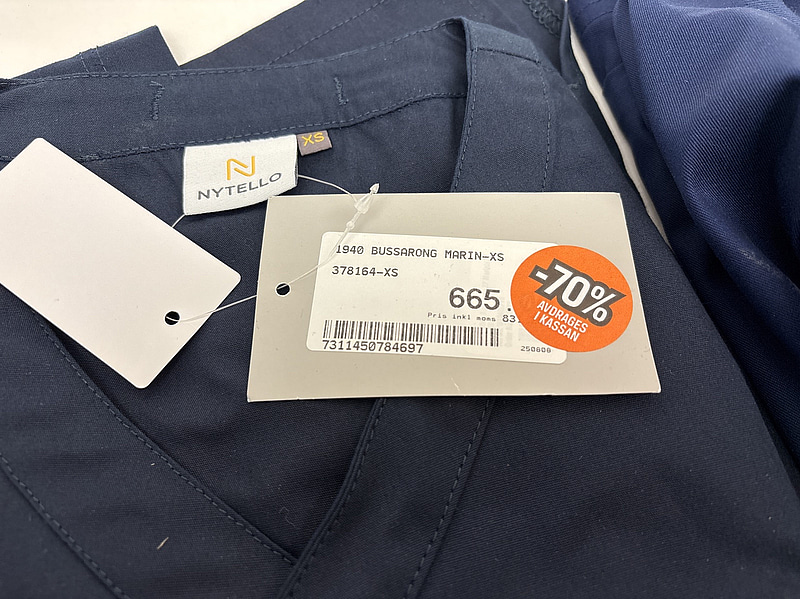 XS
NYTELLO
1940 BUSSARONG MARIN-XS
378164-XS
665.
Pris inkl moms
7311450784697
250808
-70%
AVDRAGES
I KASSAN